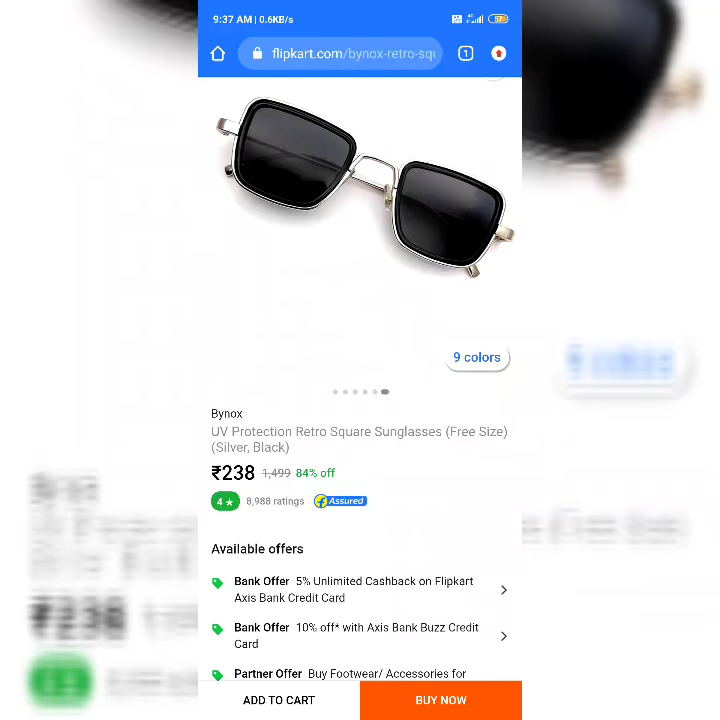 9:37 AM | 0.6KB/s
4G 57
flipkart.com/bynox-retro-squ
1
9 colors
Bynox
UV Protection Retro Square Sunglasses (Free Size)
(Silver, Black)
₹238 1,499 84% off
4 ★ 8,988 ratings Assured
Available offers
Bank Offer 5% Unlimited Cashback on Flipkart
Axis Bank Credit Card
Bank Offer 10% off* with Axis Bank Buzz Credit
Card
Partner Offer Buy Footwear/ Accessories for
ADD TO CART
BUY NOW